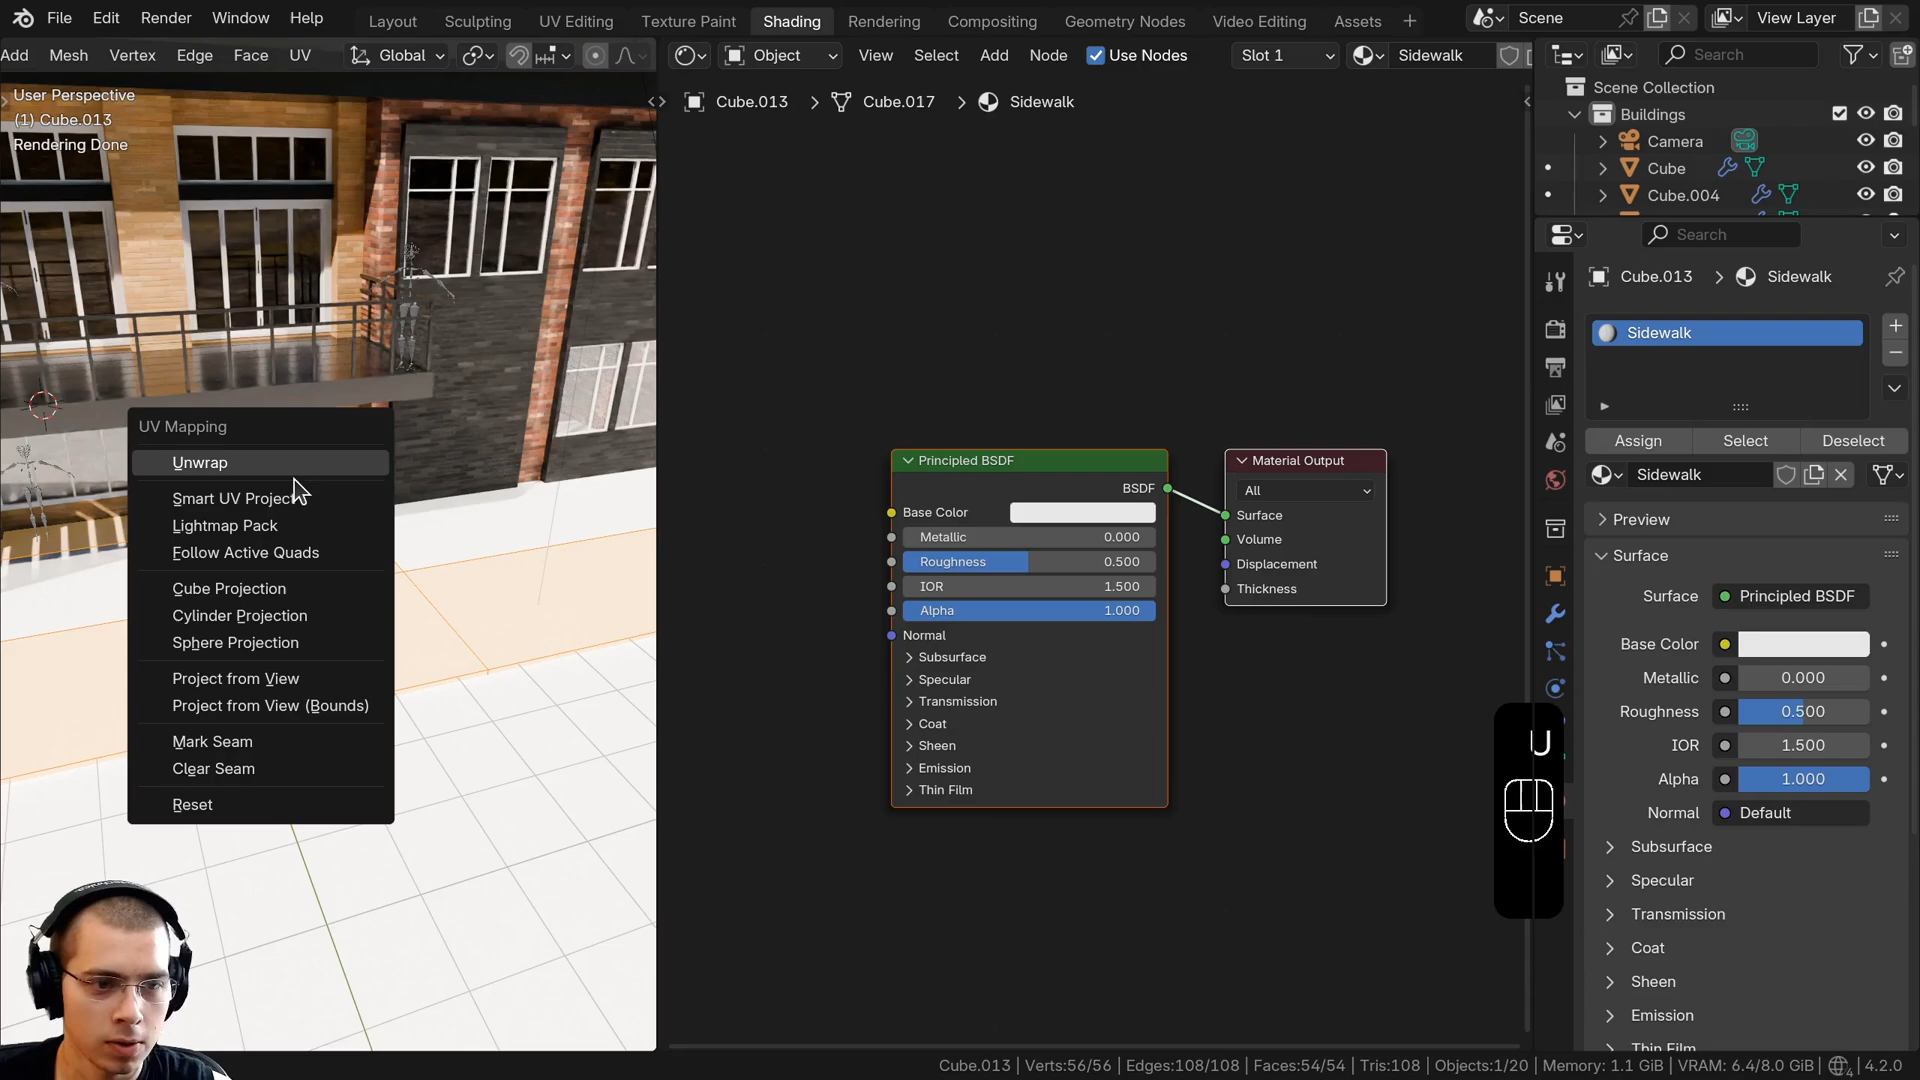 File Edit Render Window Help Layout Sculpting UV Editing Texture Paint Shading Rendering Compositing Geometry Nodes Video Editing Assets Scene View Layer
Add Mesh Vertex Edge Face UV Global Object View Select Add Node Use Nodes Slot 1 Sidewalk Search
User Perspective
(1) Cube.013
Rendering Done
Cube.013 > Cube.017 > Sidewalk
Scene Collection
Buildings
Camera
Cube
Cube.004
Search
Cube.013 > Sidewalk
Sidewalk
Assign Select Deselect
Sidewalk
Preview
Surface
Surface Principled BSDF
Base Color
Metallic 0.000
Roughness 0.500
IOR 1.500
Alpha 1.000
Normal Default
Subsurface
Specular
Transmission
Coat
Sheen
Emission
Thin Film
UV Mapping
Unwrap
Smart UV Project
Lightmap Pack
Follow Active Quads
Cube Projection
Cylinder Projection
Sphere Projection
Project from View
Project from View (Bounds)
Mark Seam
Clear Seam
Reset
Principled BSDF
BSDF
Base Color
Metallic 0.000
Roughness 0.500
IOR 1.500
Alpha 1.000
Normal
Subsurface
Specular
Transmission
Coat
Sheen
Emission
Thin Film
Material Output
All
Surface
Volume
Displacement
Thickness
U
Cube.013 | Verts:56/56 | Edges:108/108 | Faces:54/54 | Tris:108 | Objects:1/20 | Memory: 1.1 GiB | VRAM: 6.4/8.0 GiB | 4.2.0